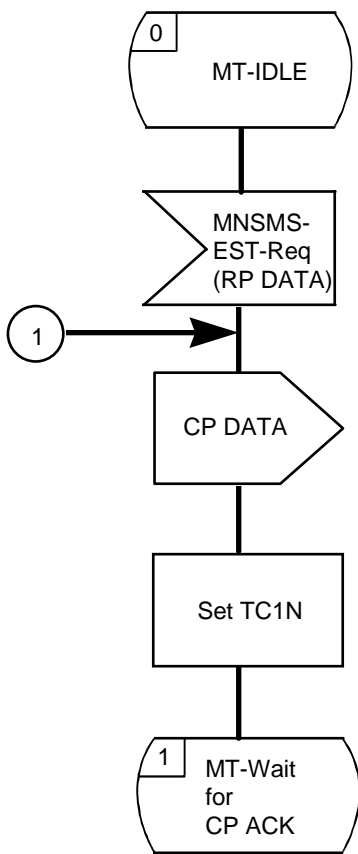 0
MT-IDLE
MNSMS-
EST-Req
(RP DATA)
1
CP DATA
Set TC1N
1
MT-Wait
for
CP ACK